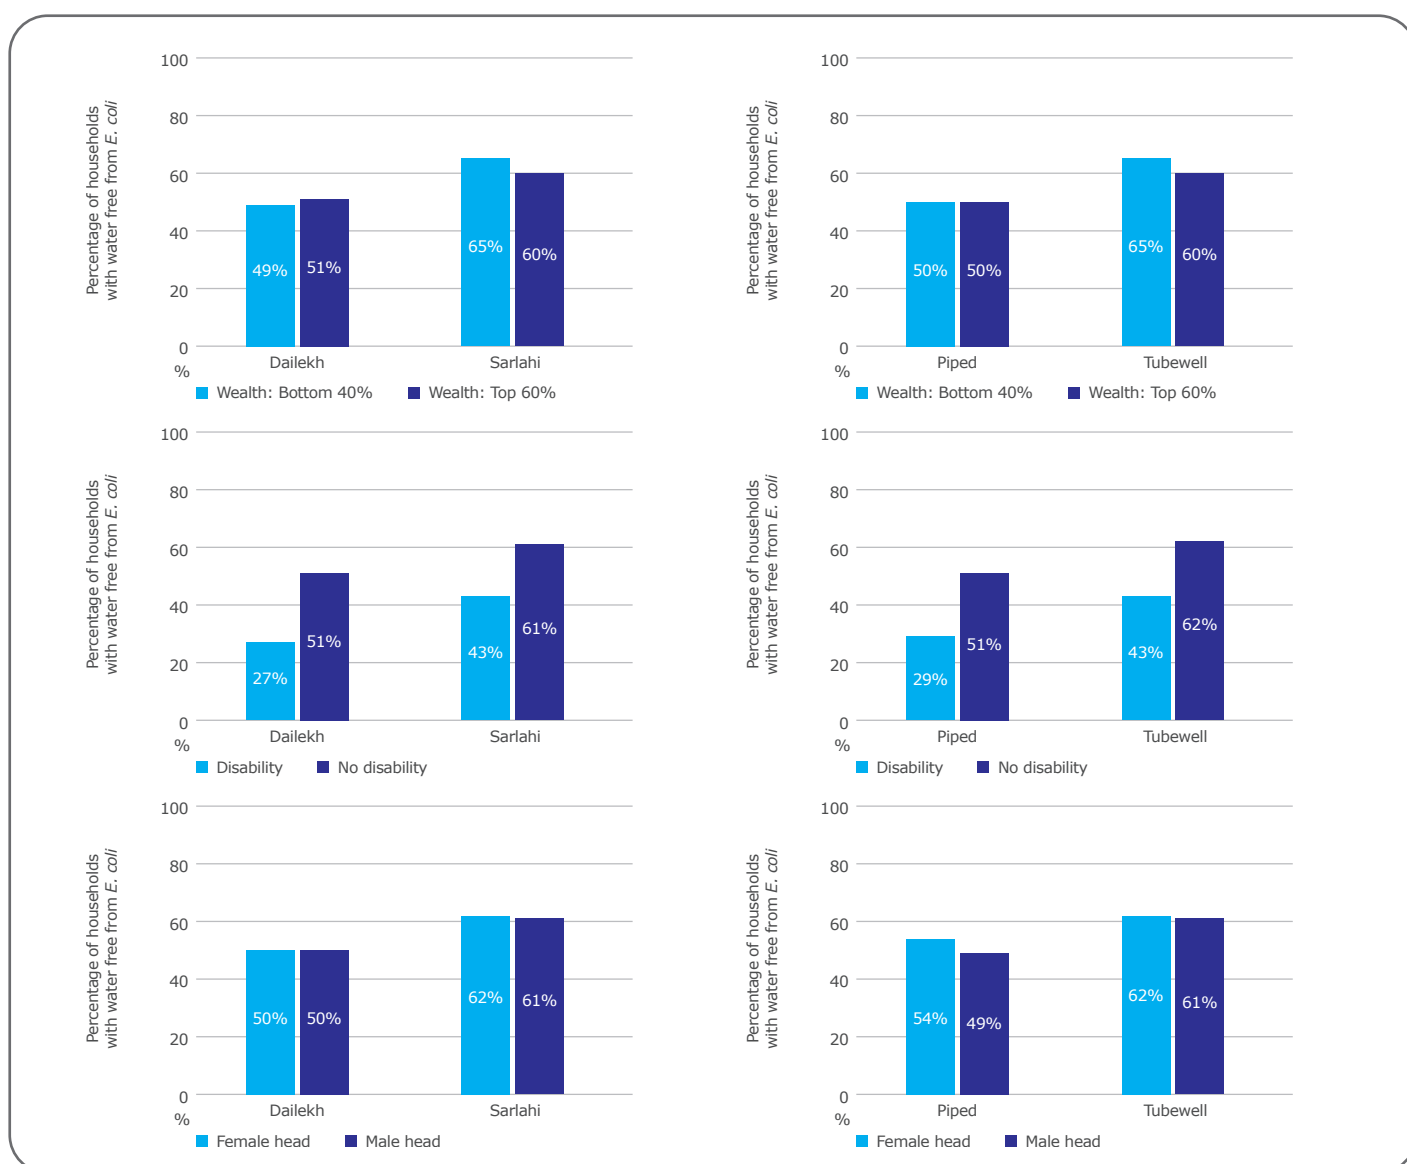 Percentage of households
with water free from E. coli
100
80
60
40
20
0
%
49%
51%
65%
60%
Dailekh
Sarlahi
Wealth: Bottom 40%
Wealth: Top 60%
Percentage of households
with water free from E. coli
100
80
60
40
20
0
%
50%
50%
65%
60%
Piped
Tubewell
Wealth: Bottom 40%
Wealth: Top 60%
Percentage of households
with water free from E. coli
100
80
60
40
20
0
%
27%
51%
43%
61%
Dailekh
Sarlahi
Disability
No disability
Percentage of households
with water free from E. coli
100
80
60
40
20
0
%
29%
51%
43%
62%
Piped
Tubewell
Disability
No disability
Percentage of households
with water free from E. coli
100
80
60
40
20
0
%
50%
50%
62%
61%
Dailekh
Sarlahi
Female head
Male head
Percentage of households
with water free from E. coli
100
80
60
40
20
0
%
54%
49%
62%
61%
Piped
Tubewell
Female head
Male head